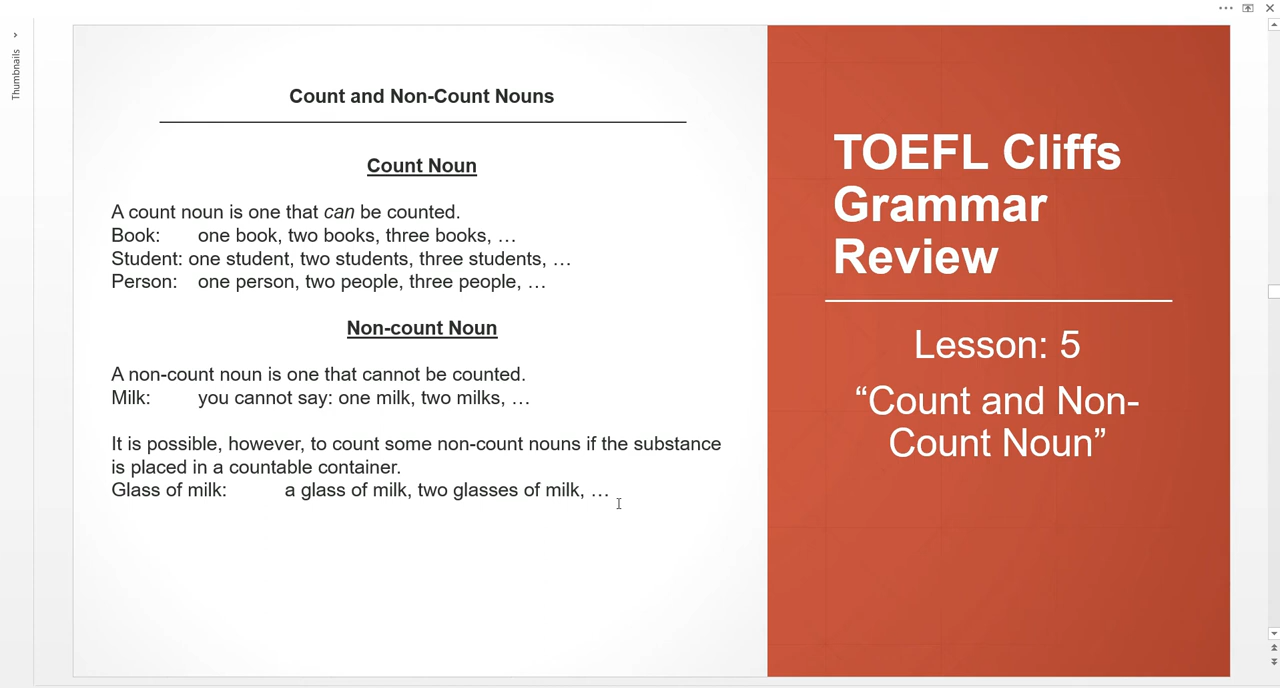 Thumbnails
Count and Non-Count Nouns
Count Noun
A count noun is one that can be counted.
Book: one book, two books, three books, …
Student: one student, two students, three students, …
Person: one person, two people, three people, …
Non-count Noun
A non-count noun is one that cannot be counted.
Milk: you cannot say: one milk, two milks, …
It is possible, however, to count some non-count nouns if the substance
is placed in a countable container.
Glass of milk: a glass of milk, two glasses of milk, …
TOEFL Cliffs
Grammar
Review
Lesson: 5
“Count and Non-
Count Noun”